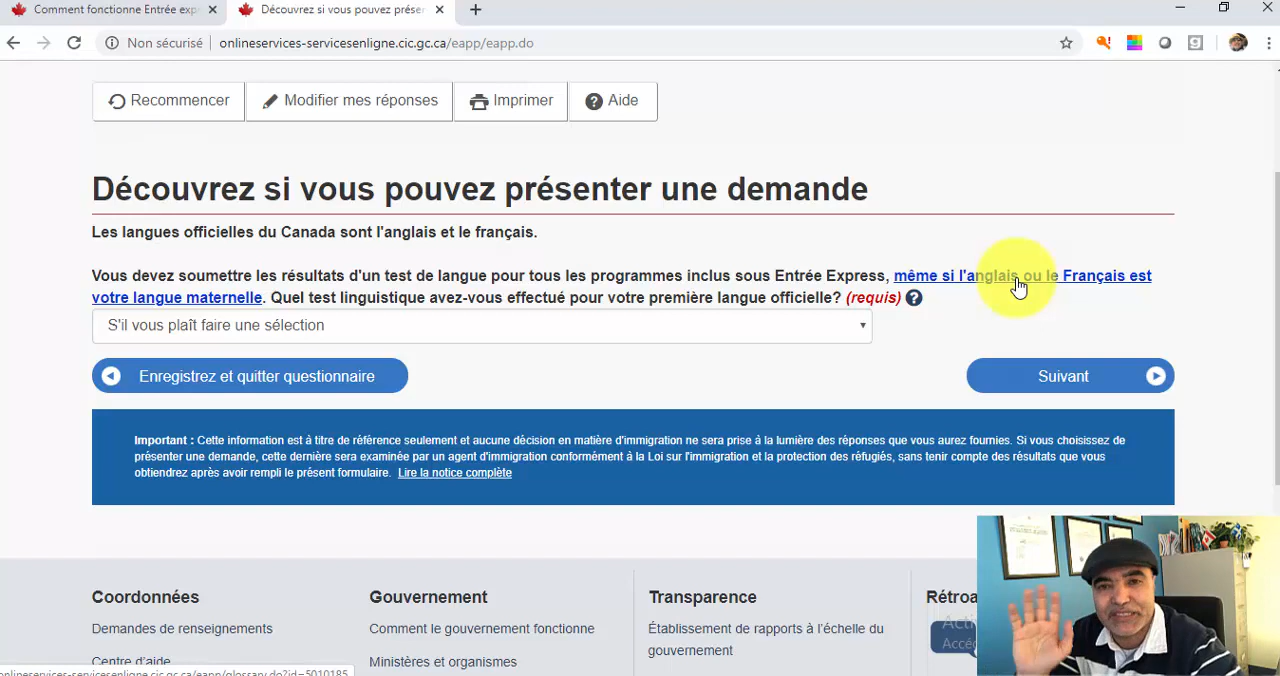 Comment fonctionne Entrée exp
Découvrez si vous pouvez préser
Non sécurisé
onlineservices-servicesenligne.cic.gc.ca/eapp/eapp.do
Recommencer
Modifier mes réponses
Imprimer
Aide
Découvrez si vous pouvez présenter une demande
Les langues officielles du Canada sont l'anglais et le français.
Vous devez soumettre les résultats d'un test de langue pour tous les programmes inclus sous Entrée Express, même si l'anglais ou le Français est
votre langue maternelle. Quel test linguistique avez-vous effectué pour votre première langue officielle? (requis) ?
S'il vous plaît faire une sélection
Enregistrez et quitter questionnaire
Suivant
Important : Cette information est à titre de référence seulement et aucune décision en matière d'immigration ne sera prise à la lumière des réponses que vous aurez fournies. Si vous choisissez de
présenter une demande, cette dernière sera examinée par un agent d'immigration conformément à la Loi sur l'immigration et la protection des réfugiés, sans tenir compte des résultats que vous
obtiendrez après avoir rempli le présent formulaire. Lire la notice complète
Coordonnées
Gouvernement
Transparence
Rétroa
Demandes de renseignements
Comment le gouvernement fonctionne
Établissement de rapports à l'échelle du
gouvernement
Centre d'aide
Ministères et organismes
onlineservices-servicesenligne.cic.gc.ca/eapp/glossary.do?id=5010185